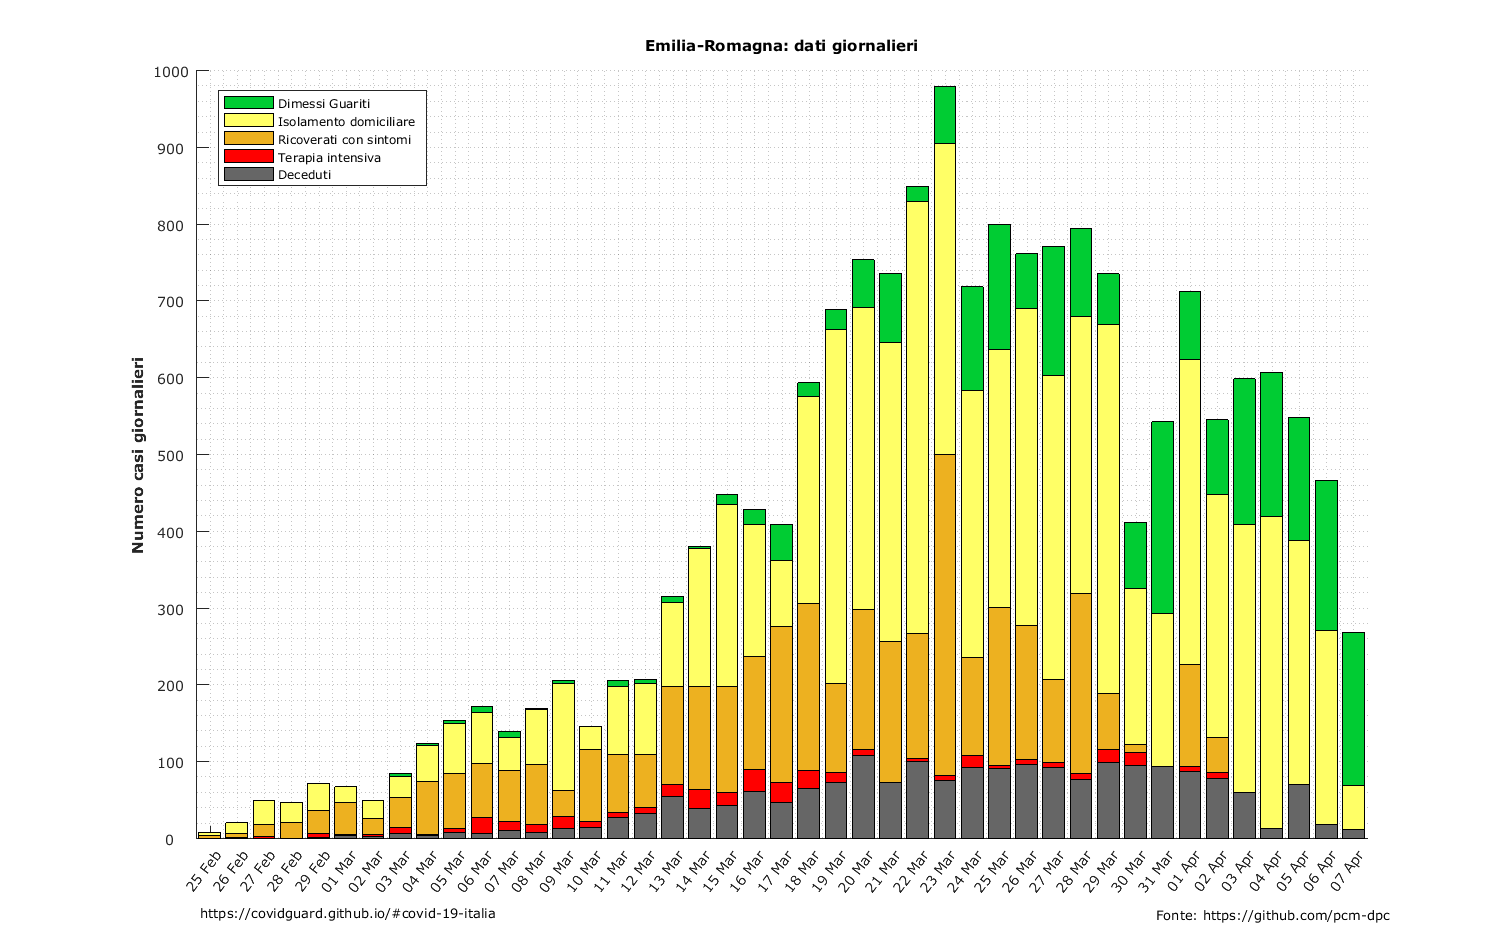 Emilia-Romagna: dati giornalieri
Numero casi giornalieri
1000
900
800
700
600
500
400
300
200
100
0
Dimessi Guariti
Isolamento domiciliare
Ricoverati con sintomi
Terapia intensiva
Deceduti
25 Feb
26 Feb
27 Feb
28 Feb
29 Feb
01 Mar
02 Mar
03 Mar
04 Mar
05 Mar
06 Mar
07 Mar
08 Mar
09 Mar
10 Mar
11 Mar
12 Mar
13 Mar
14 Mar
15 Mar
16 Mar
17 Mar
18 Mar
19 Mar
20 Mar
21 Mar
22 Mar
23 Mar
24 Mar
25 Mar
26 Mar
27 Mar
28 Mar
29 Mar
30 Mar
31 Mar
01 Apr
02 Apr
03 Apr
04 Apr
05 Apr
06 Apr
07 Apr
https://covidguard.github.io/#covid-19-italia
Fonte: https://github.com/pcm-dpc